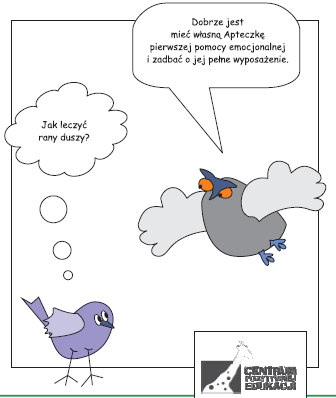 Dobrze jest
mieć własną Apteczkę
pierwszej pomocy emocjonalnej
i zadbać o jej pełne wyposażenie.
Jak leczyć
rany duszy?
CENTRUM
POZYTYWNEJ
EDUKACJI